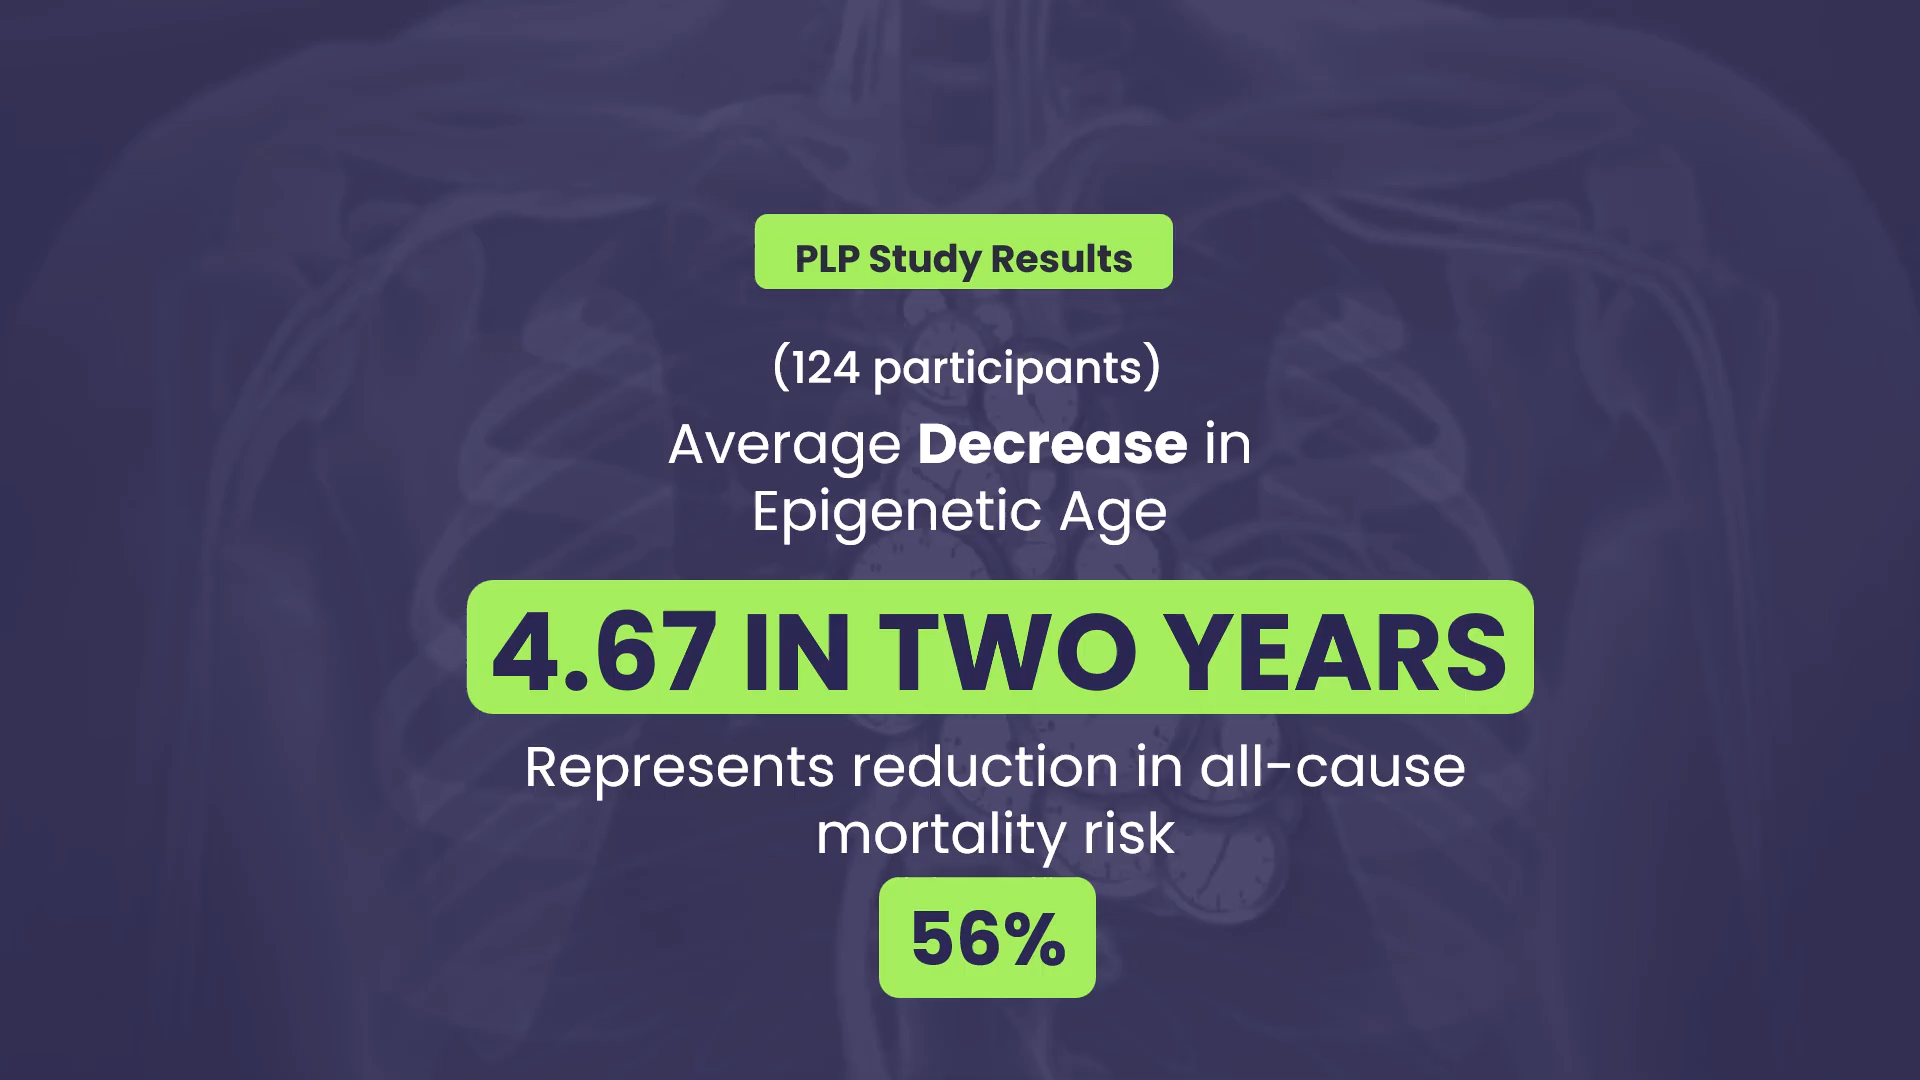 PLP Study Results
(124 participants)
Average Decrease in
Epigenetic Age
4.67 IN TWO YEARS
Represents reduction in all-cause
mortality risk
56%